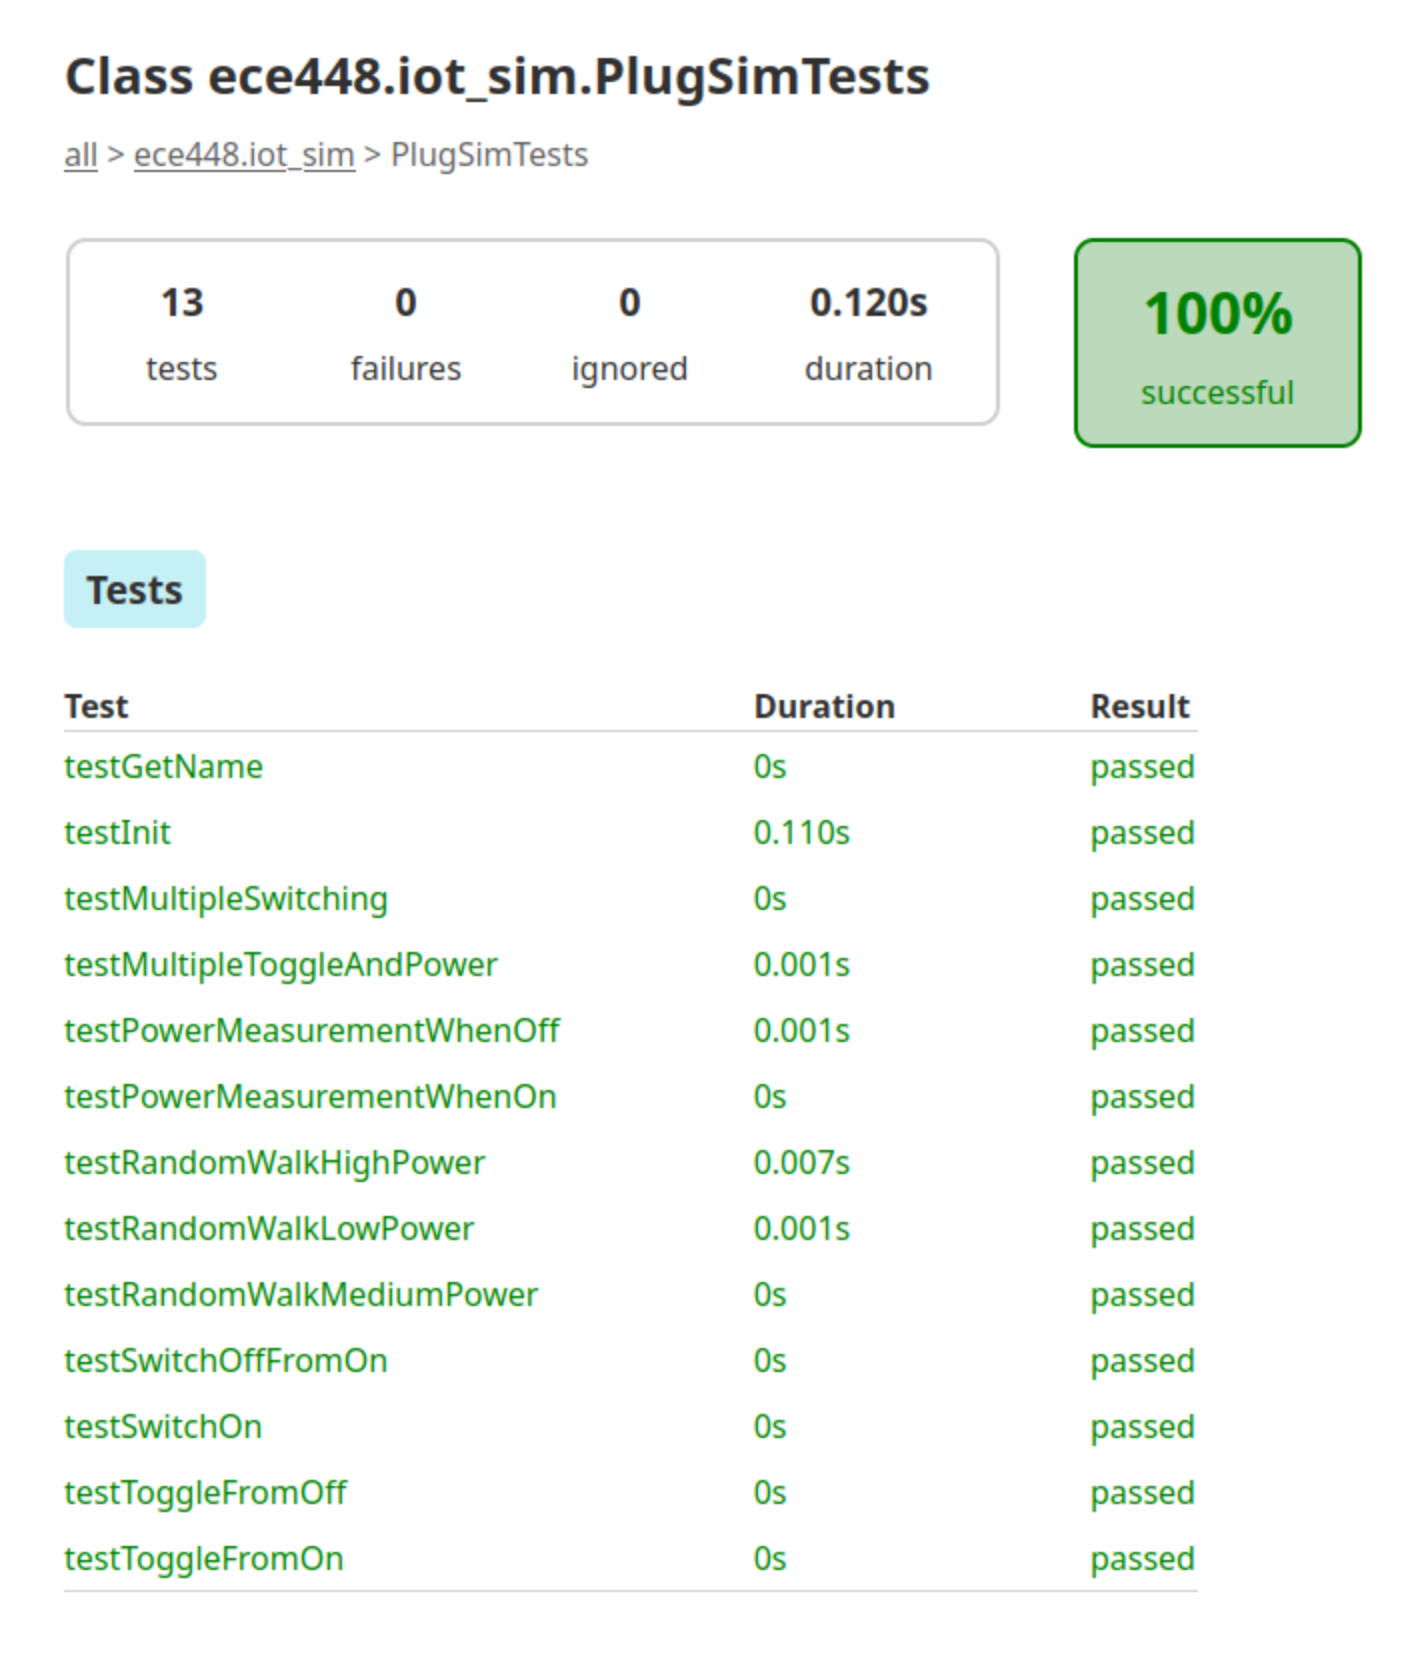 Class ece448.iot_sim.PlugSimTests
all > ece448.iot_sim > PlugSimTests
13 0 0 0.120s
tests failures ignored duration
100%
successful
Tests
Test Duration Result
testGetName 0s passed
testInit 0.110s passed
testMultipleSwitching 0s passed
testMultipleToggleAndPower 0.001s passed
testPowerMeasurementWhenOff 0.001s passed
testPowerMeasurementWhenOn 0s passed
testRandomWalkHighPower 0.007s passed
testRandomWalkLowPower 0.001s passed
testRandomWalkMediumPower 0s passed
testSwitchOffFromOn 0s passed
testSwitchOn 0s passed
testToggleFromOff 0s passed
testToggleFromOn 0s passed